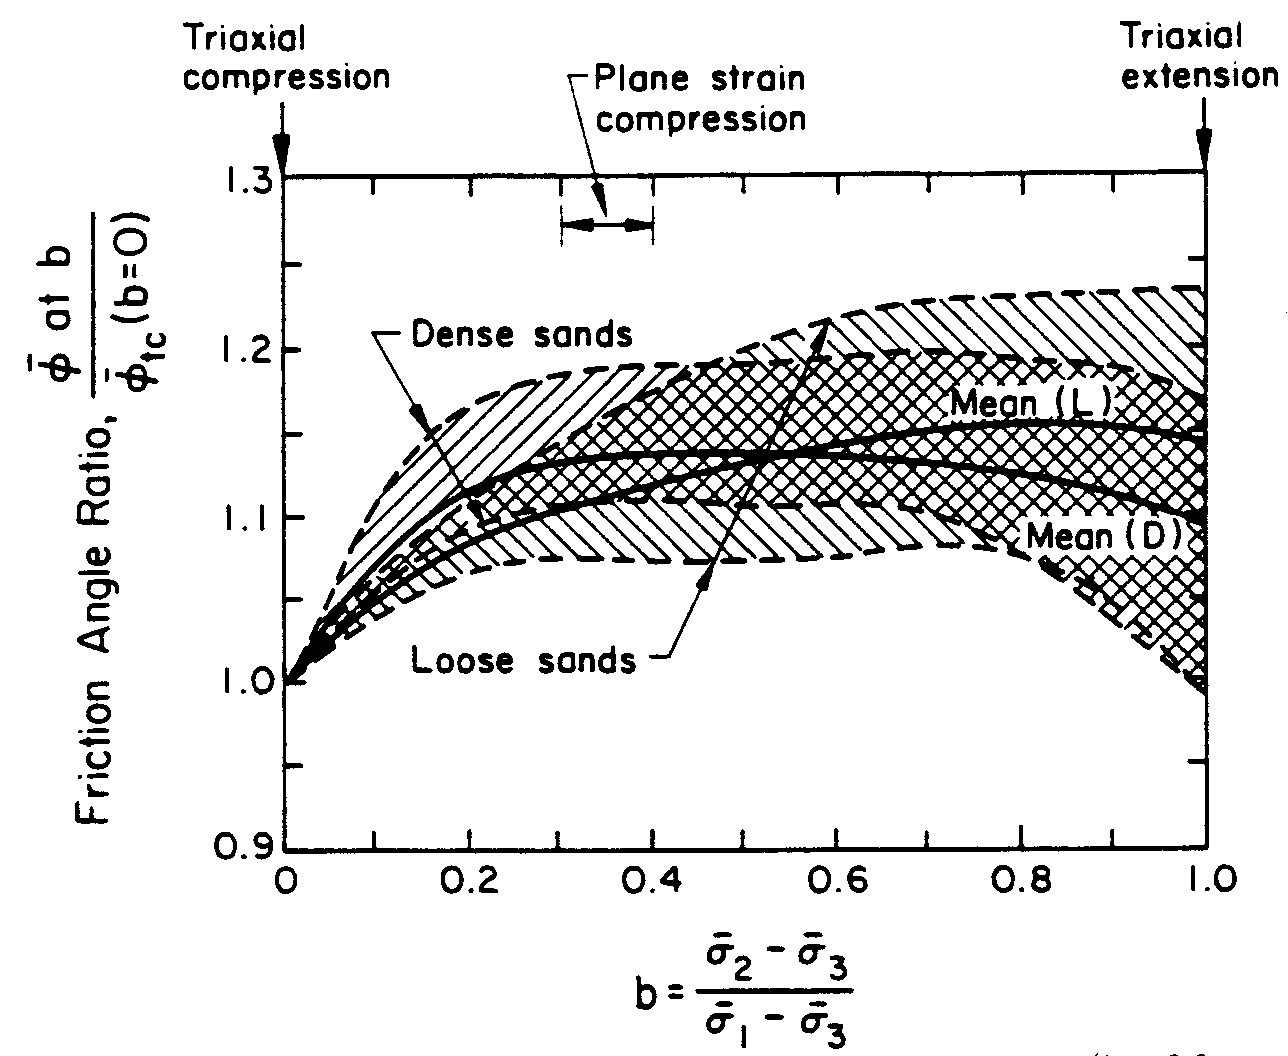 Triaxial
compression
Triaxial
extension
Plane strain
compression
1.3
1.2
1.1
1.0
0.9
Friction Angle Ratio, φ̄ at b / φ̄tc (b=0)
Dense sands
Mean (L)
Mean (D)
Loose sands
0 0.2 0.4 0.6 0.8 1.0
b = (σ̄2 - σ̄3) / (σ̄1 - σ̄3)